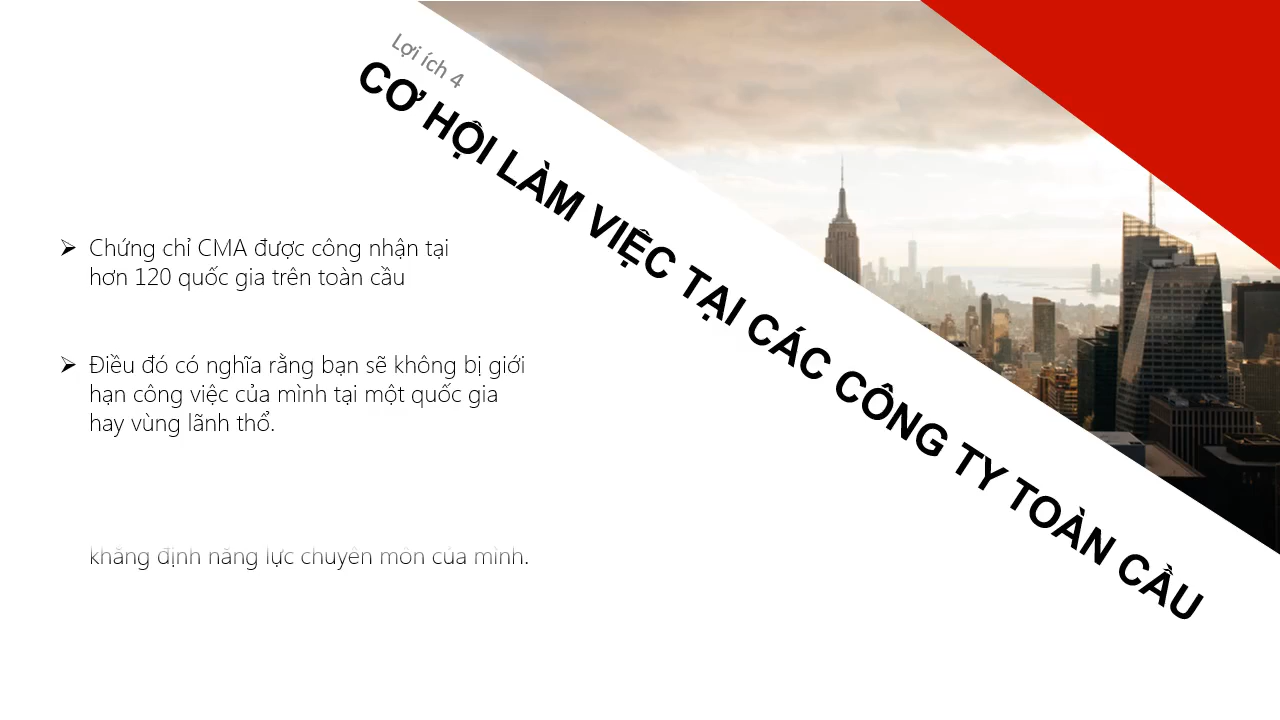 Lợi ích 4
CƠ HỘI LÀM VIỆC TẠI CÁC CÔNG TY TOÀN CẦU
➢ Chứng chỉ CMA được công nhận tại
hơn 120 quốc gia trên toàn cầu
➢ Điều đó có nghĩa rằng bạn sẽ không bị giới
hạn công việc của mình tại một quốc gia
hay vùng lãnh thổ.
khẳng định năng lực chuyên môn của mình.